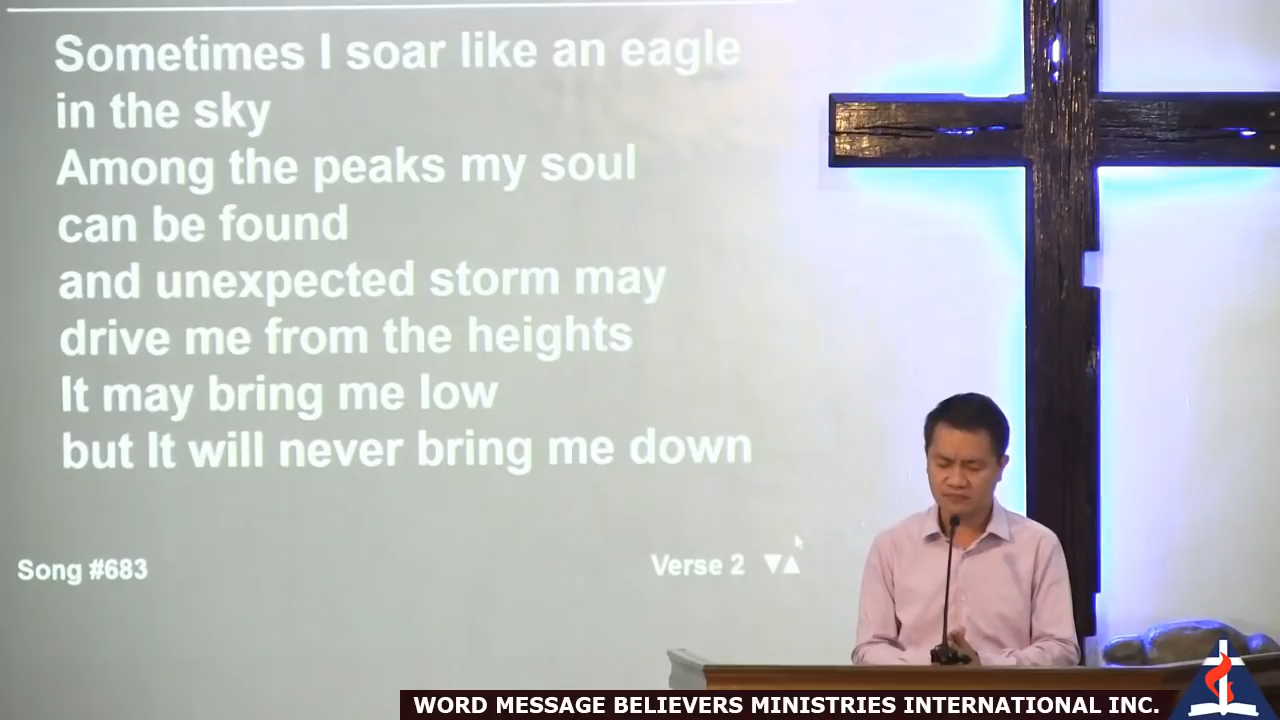 Sometimes I soar like an eagle
in the sky
Among the peaks my soul
can be found
and unexpected storm may
drive me from the heights
It may bring me low
but It will never bring me down
Song #683
Verse 2 ▼▲
WORD MESSAGE BELIEVERS MINISTRIES INTERNATIONAL INC.